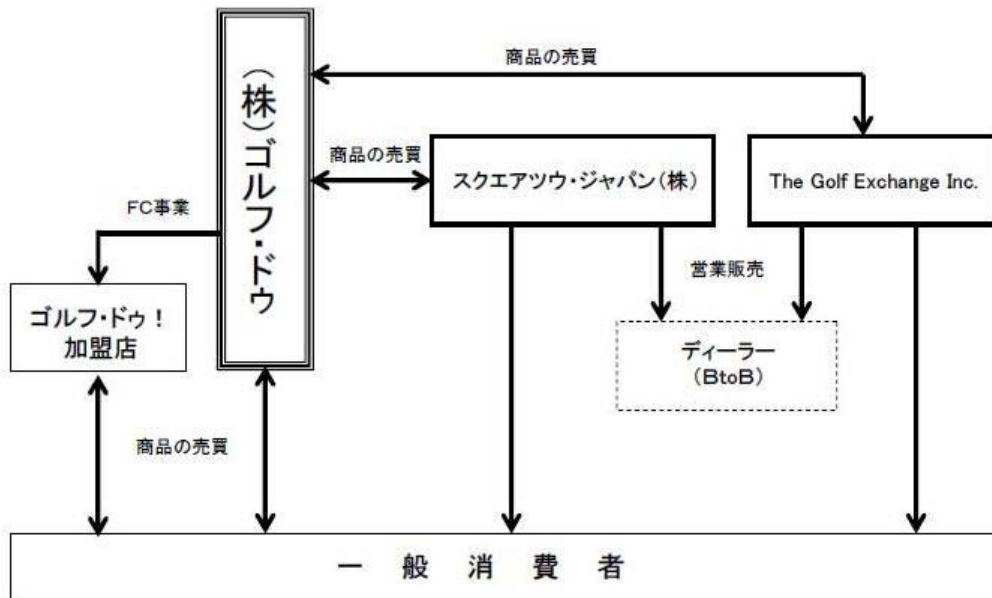 商品の売買
(株)ゴルフ・ドゥ
商品の売買
スクエアツウ・ジャパン(株)
The Golf Exchange Inc.
FC事業
営業販売
ゴルフ・ドゥ!
加盟店
ディーラー
(BtoB)
商品の売買
一般消費者